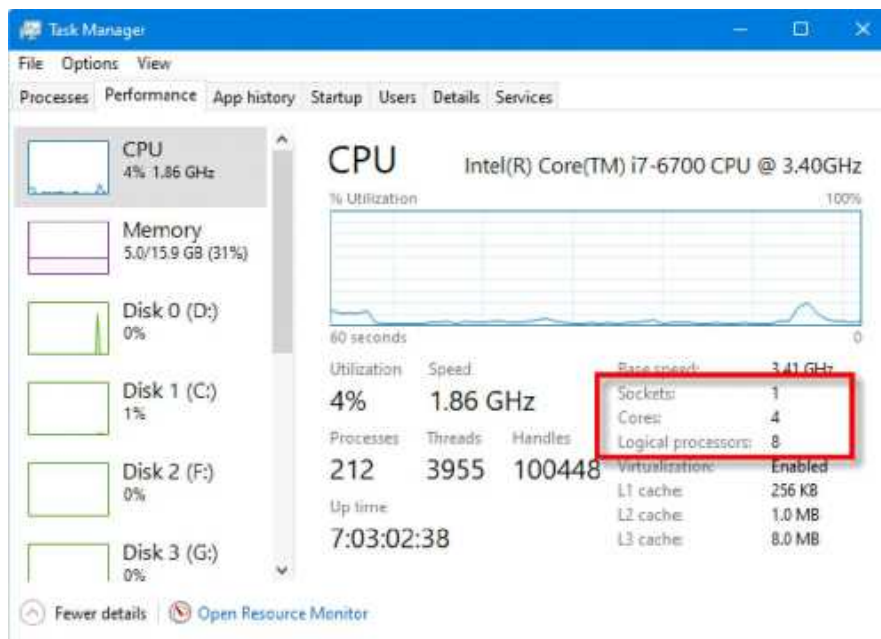 Task Manager
File Options View
Processes Performance App history Startup Users Details Services
CPU
4% 1.86 GHz
Memory
5.0/15.9 GB (31%)
Disk 0 (D:)
0%
Disk 1 (C:)
1%
Disk 2 (F:)
0%
Disk 3 (G:)
0%
CPU Intel(R) Core(TM) i7-6700 CPU @ 3.40GHz
% Utilization 100%
60 seconds 0
Utilization Speed
4% 1.86 GHz
Processes Threads Handles
212 3955 100448
Up time
7:03:02:38
Base speed: 3.41 GHz
Sockets: 1
Cores: 4
Logical processors: 8
Virtualization: Enabled
L1 cache: 256 KB
L2 cache: 1.0 MB
L3 cache: 8.0 MB
Fewer details Open Resource Monitor